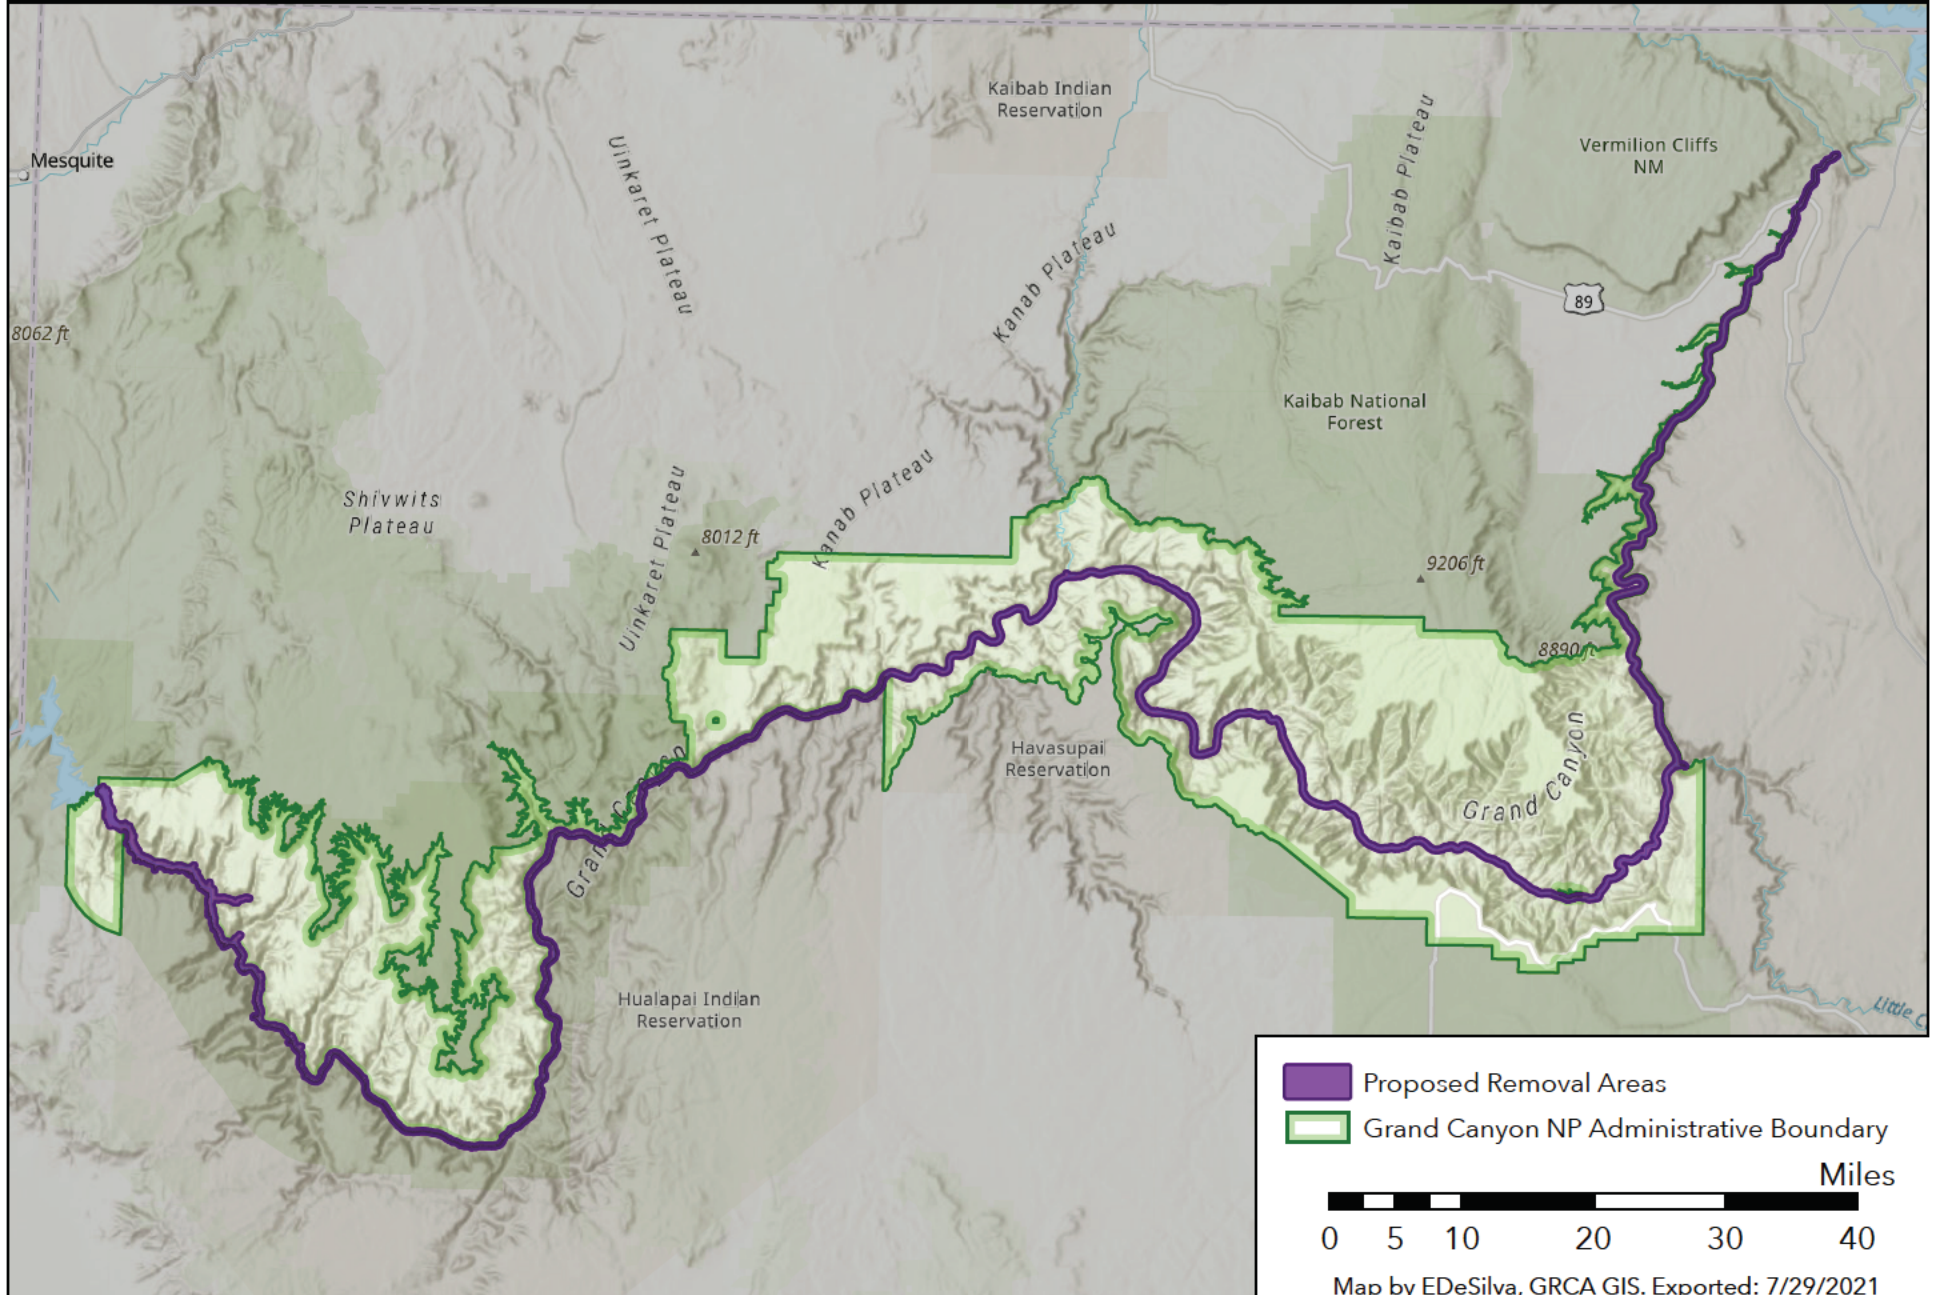 Kaibab Indian
Reservation
Kaibab Plateau
Vermilion Cliffs
NM
Mesquite
Uinkaret Plateau
Kanab Plateau
89
8062 ft
Kaibab National
Forest
Shivwits
Plateau
Uinkaret Plateau
8012 ft
Kanab Plateau
9206 ft
8890 ft
Havasupai
Reservation
Grand Canyon
Grand Canyon
Hualapai Indian
Reservation
Little C
Proposed Removal Areas
Grand Canyon NP Administrative Boundary
Miles
0 5 10 20 30 40
Map by EDeSilva, GRCA GIS. Exported: 7/29/2021